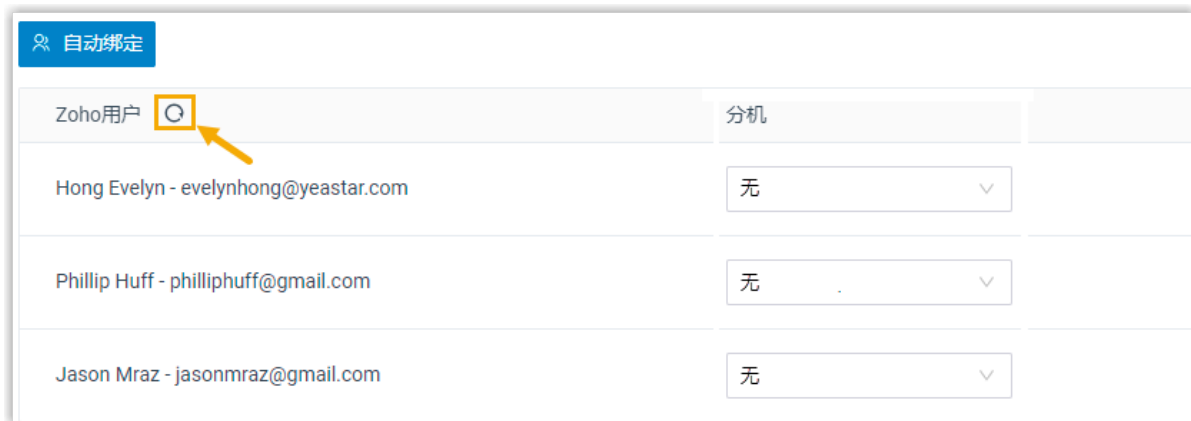 自动绑定
Zoho用户 分机
Hong Evelyn - evelynhong@yeastar.com 无
Phillip Huff - philliphuff@gmail.com 无
Jason Mraz - jasonmraz@gmail.com 无